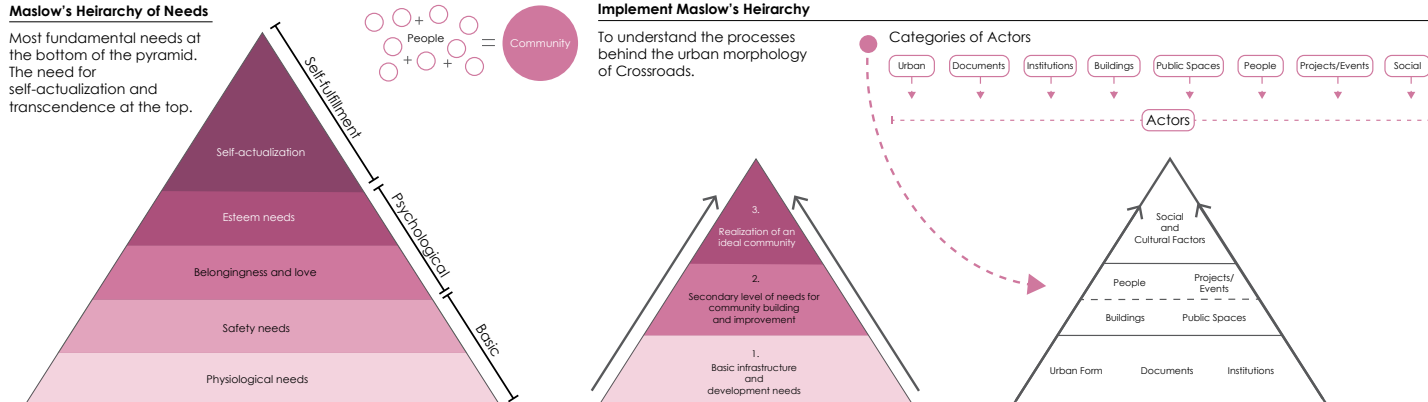 Maslow's Heirarchy of Needs
Most fundamental needs at
the bottom of the pyramid.
The need for
self-actualization and
transcendence at the top.
+
People
+
+
=
Community
Self-fulfillment
Psychological
Basic
Self-actualization
Esteem needs
Belongingness and love
Safety needs
Physiological needs
Implement Maslow's Heirarchy
To understand the processes
behind the urban morphology
of Crossroads.
3.
Realization of an
ideal community
2.
Secondary level of needs for
community building
and improvement
1.
Basic infrastructure
and
development needs
Categories of Actors
Urban
Documents
Institutions
Buildings
Public Spaces
People
Projects/Events
Social
Actors
Social
and
Cultural Factors
People
Projects/
Events
Buildings
Public Spaces
Urban Form
Documents
Institutions